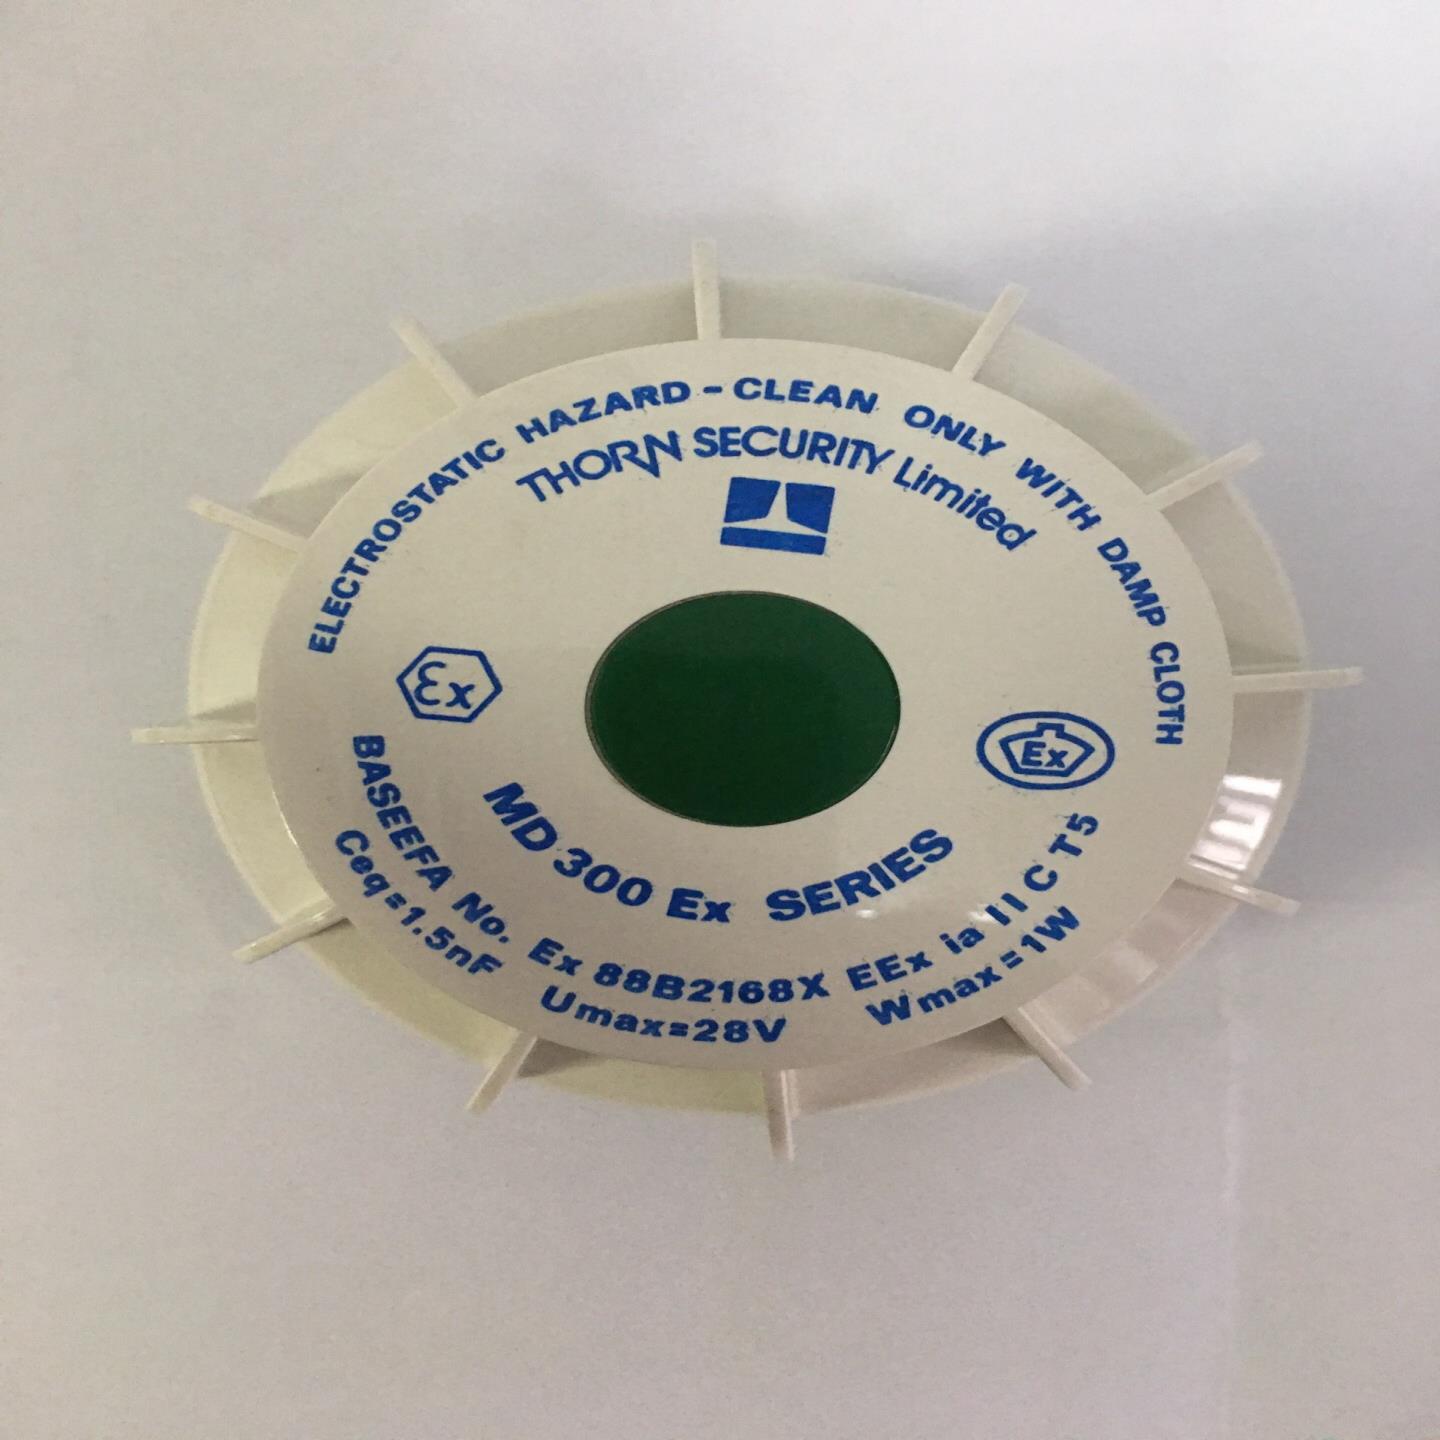 ELECTROSTATIC HAZARD - CLEAN ONLY WITH DAMP CLOTH
THORN SECURITY Limited
Ex
Ex
MD 300 Ex SERIES
BASEEFA No. Ex 88B2168X EEx ia IIC T5
Ceq=1.5nF Umax=28V Wmax=1W